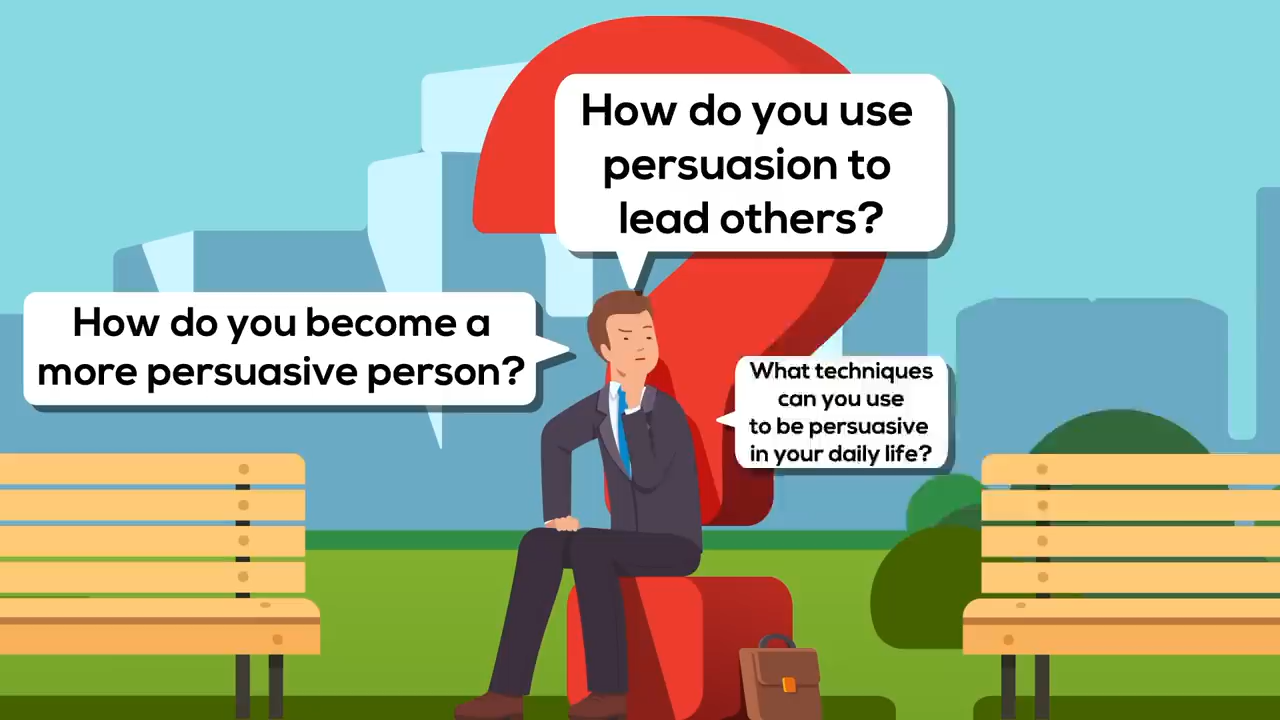 How do you use
persuasion to
lead others?
How do you become a
more persuasive person?
What techniques
can you use
to be persuasive
in your daily life?